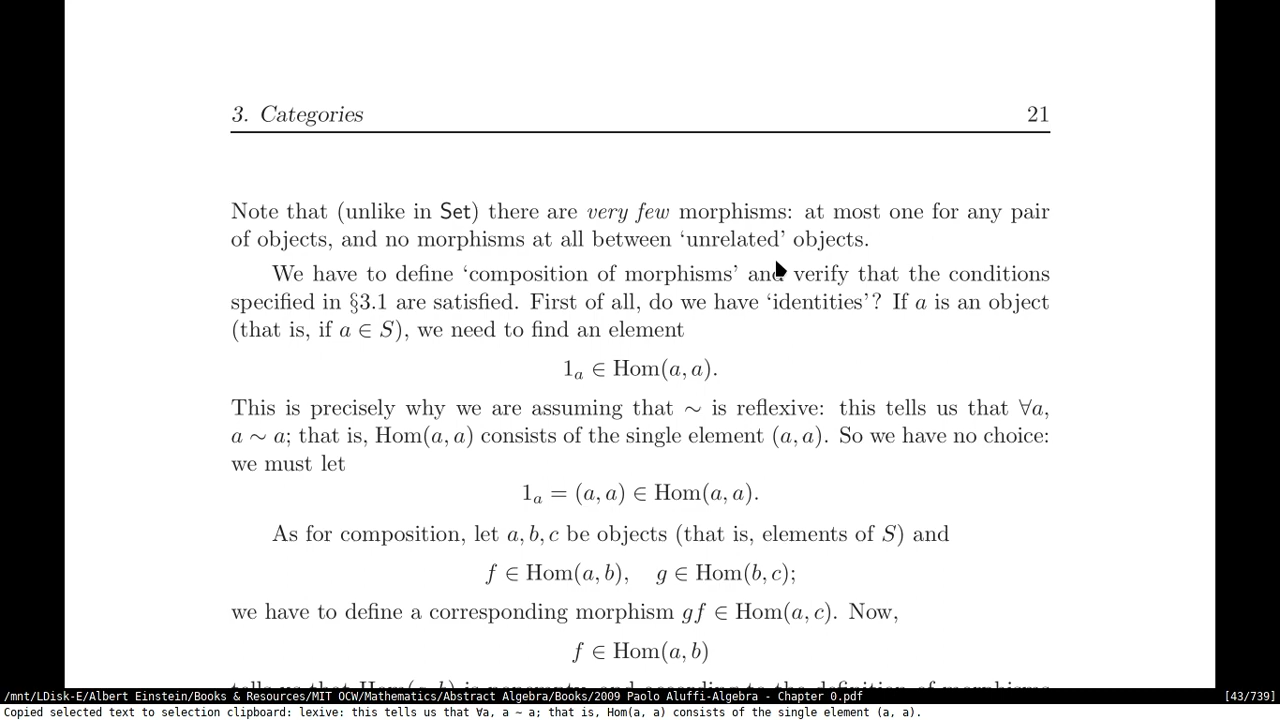 3. Categories 21
Note that (unlike in Set) there are very few morphisms: at most one for any pair
of objects, and no morphisms at all between ‘unrelated’ objects.
We have to define ‘composition of morphisms’ and verify that the conditions
specified in §3.1 are satisfied. First of all, do we have ‘identities’? If a is an object
(that is, if a ∈ S), we need to find an element
1ₐ ∈ Hom(a, a).
This is precisely why we are assuming that ∼ is reflexive: this tells us that ∀a,
a ∼ a; that is, Hom(a, a) consists of the single element (a, a). So we have no choice:
we must let
1ₐ = (a, a) ∈ Hom(a, a).
As for composition, let a, b, c be objects (that is, elements of S) and
f ∈ Hom(a, b), g ∈ Hom(b, c);
we have to define a corresponding morphism gf ∈ Hom(a, c). Now,
f ∈ Hom(a, b)
/mnt/LDisk-E/Albert Einstein/Books & Resources/MIT OCW/Mathematics/Abstract Algebra/Books/2009 Paolo Aluffi-Algebra - Chapter 0.pdf [43/739]
Copied selected text to selection clipboard: lexive: this tells us that ∀a, a ∼ a; that is, Hom(a, a) consists of the single element (a, a).